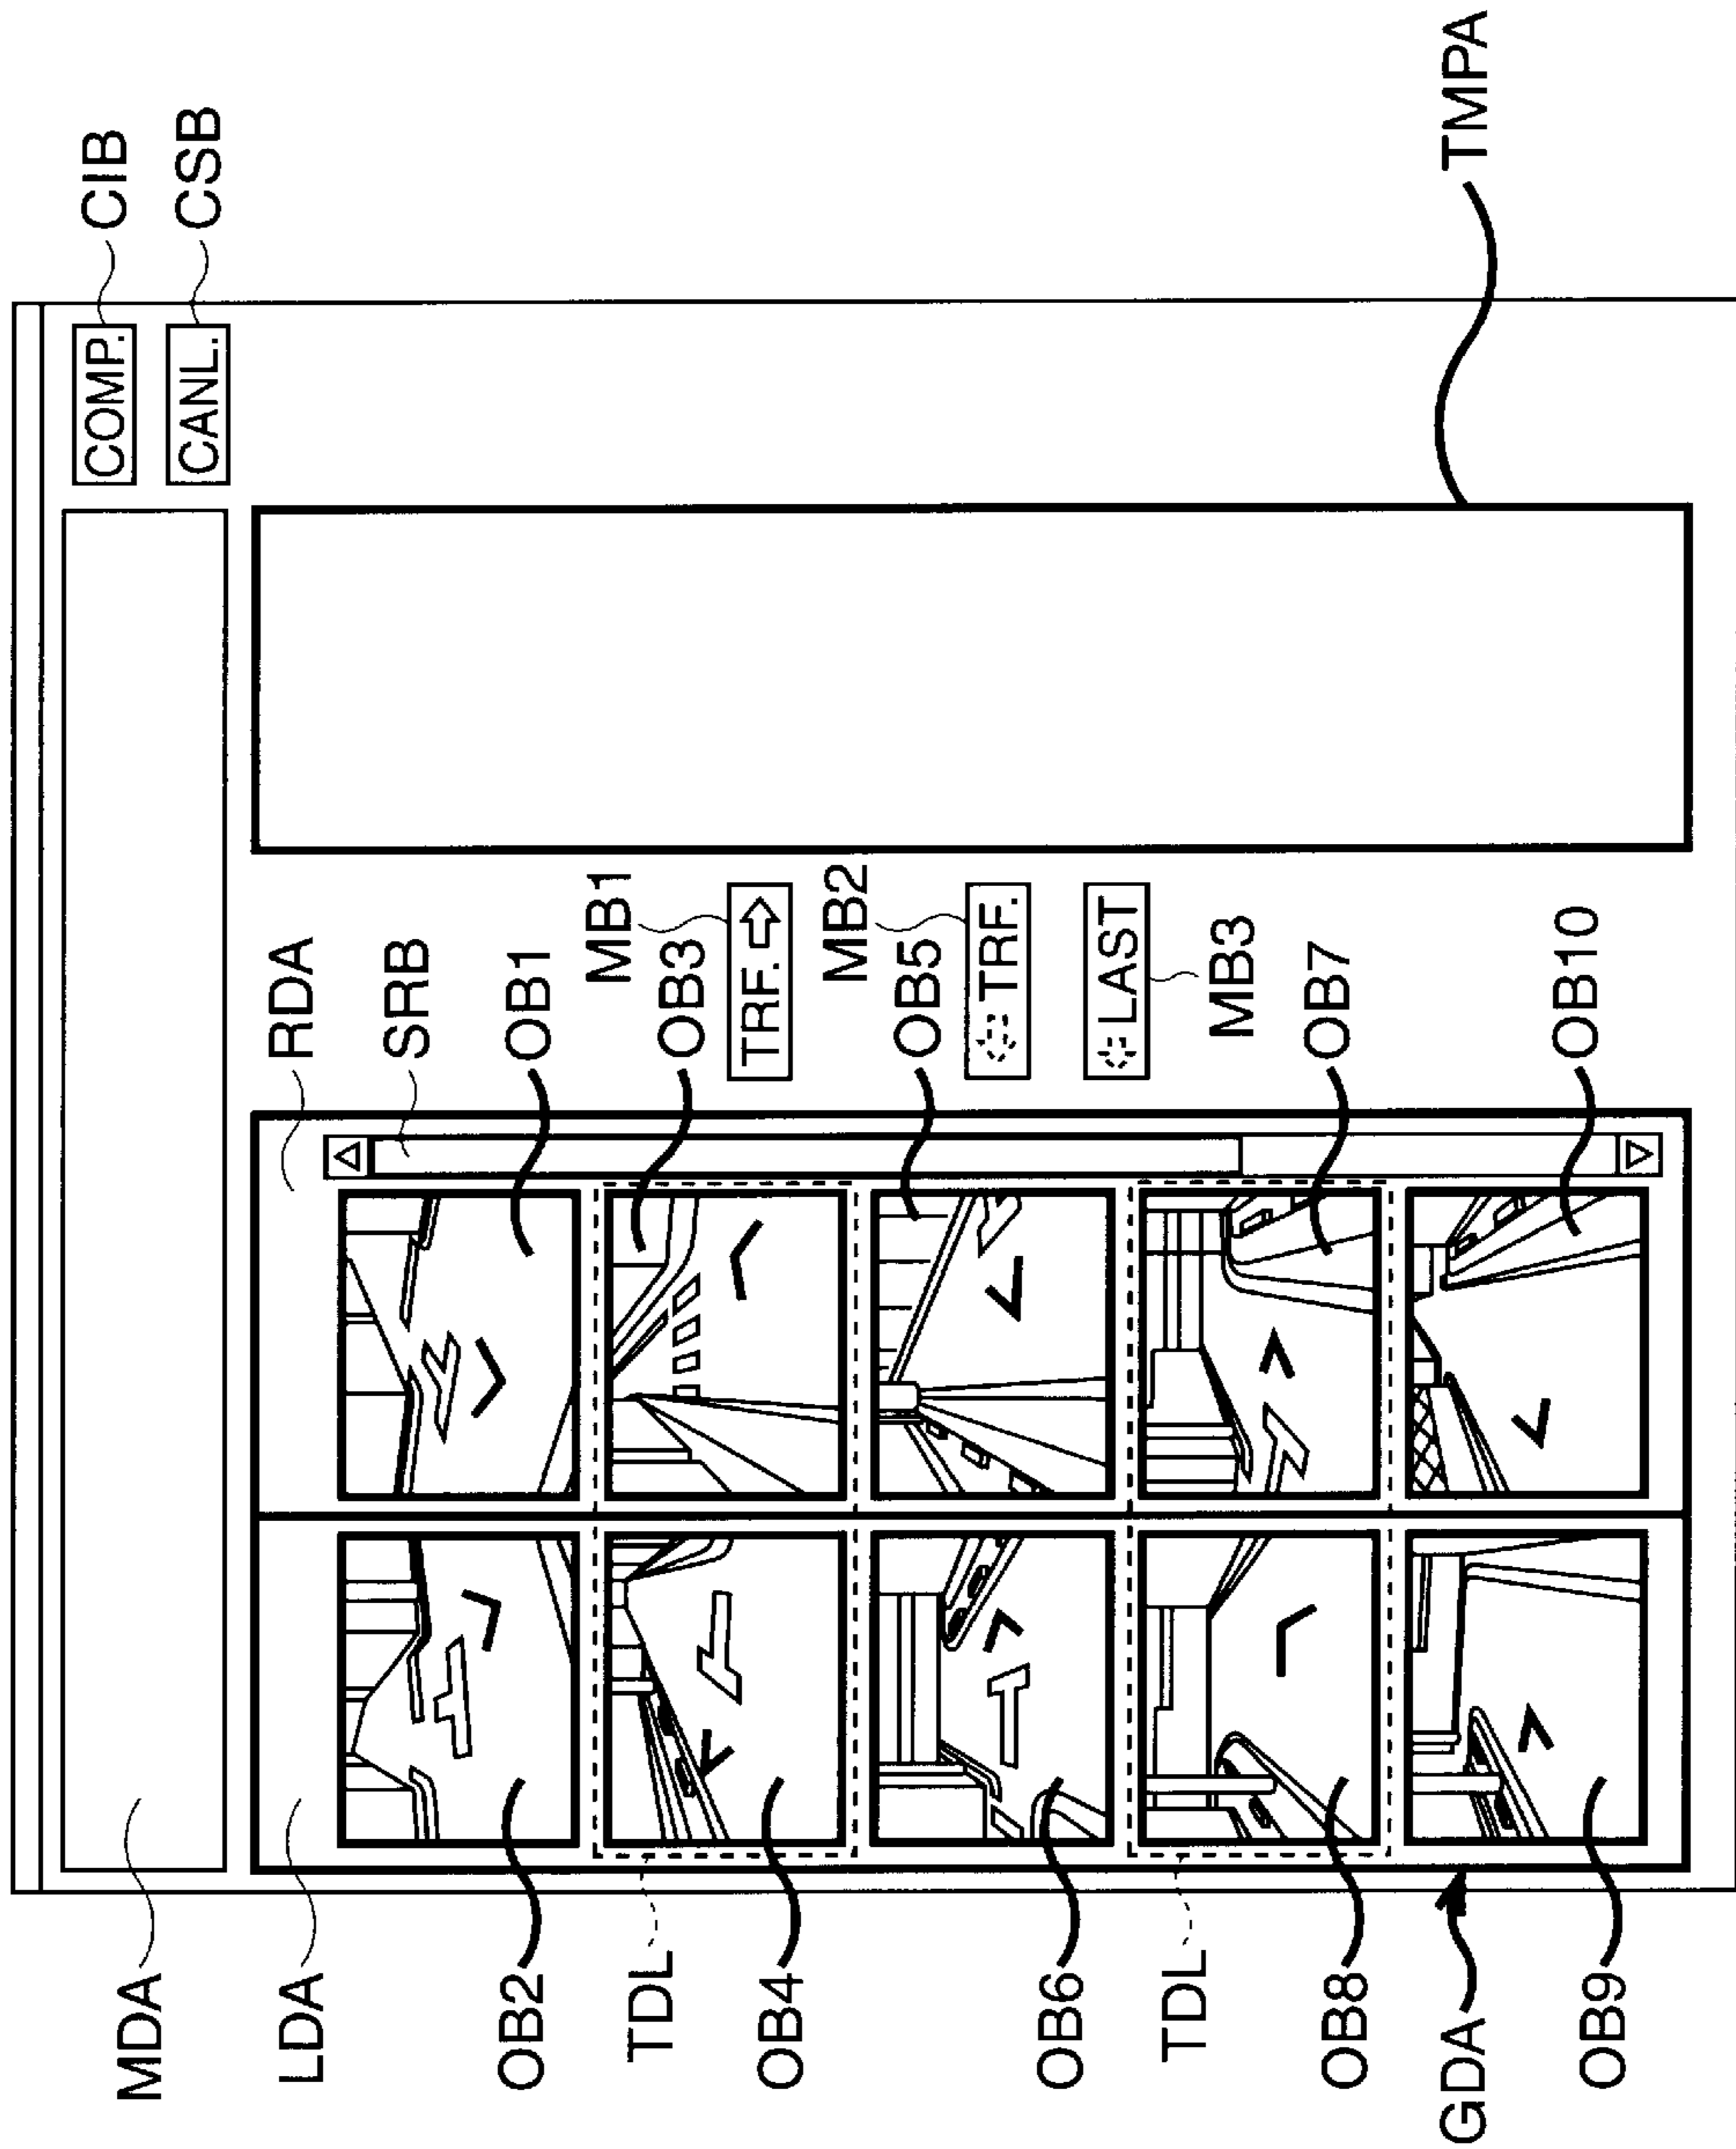 CIB
COMP.
CSB
CANL.
MDA
LDA
RDA
SRB
OB2
OB1
TDL
MB1
OB3
TRF.
OB4
MB2
OB5
TRF.
OB6
LAST
TDL
MB3
OB8
OB7
GDA
TMPA
OB9
OB10